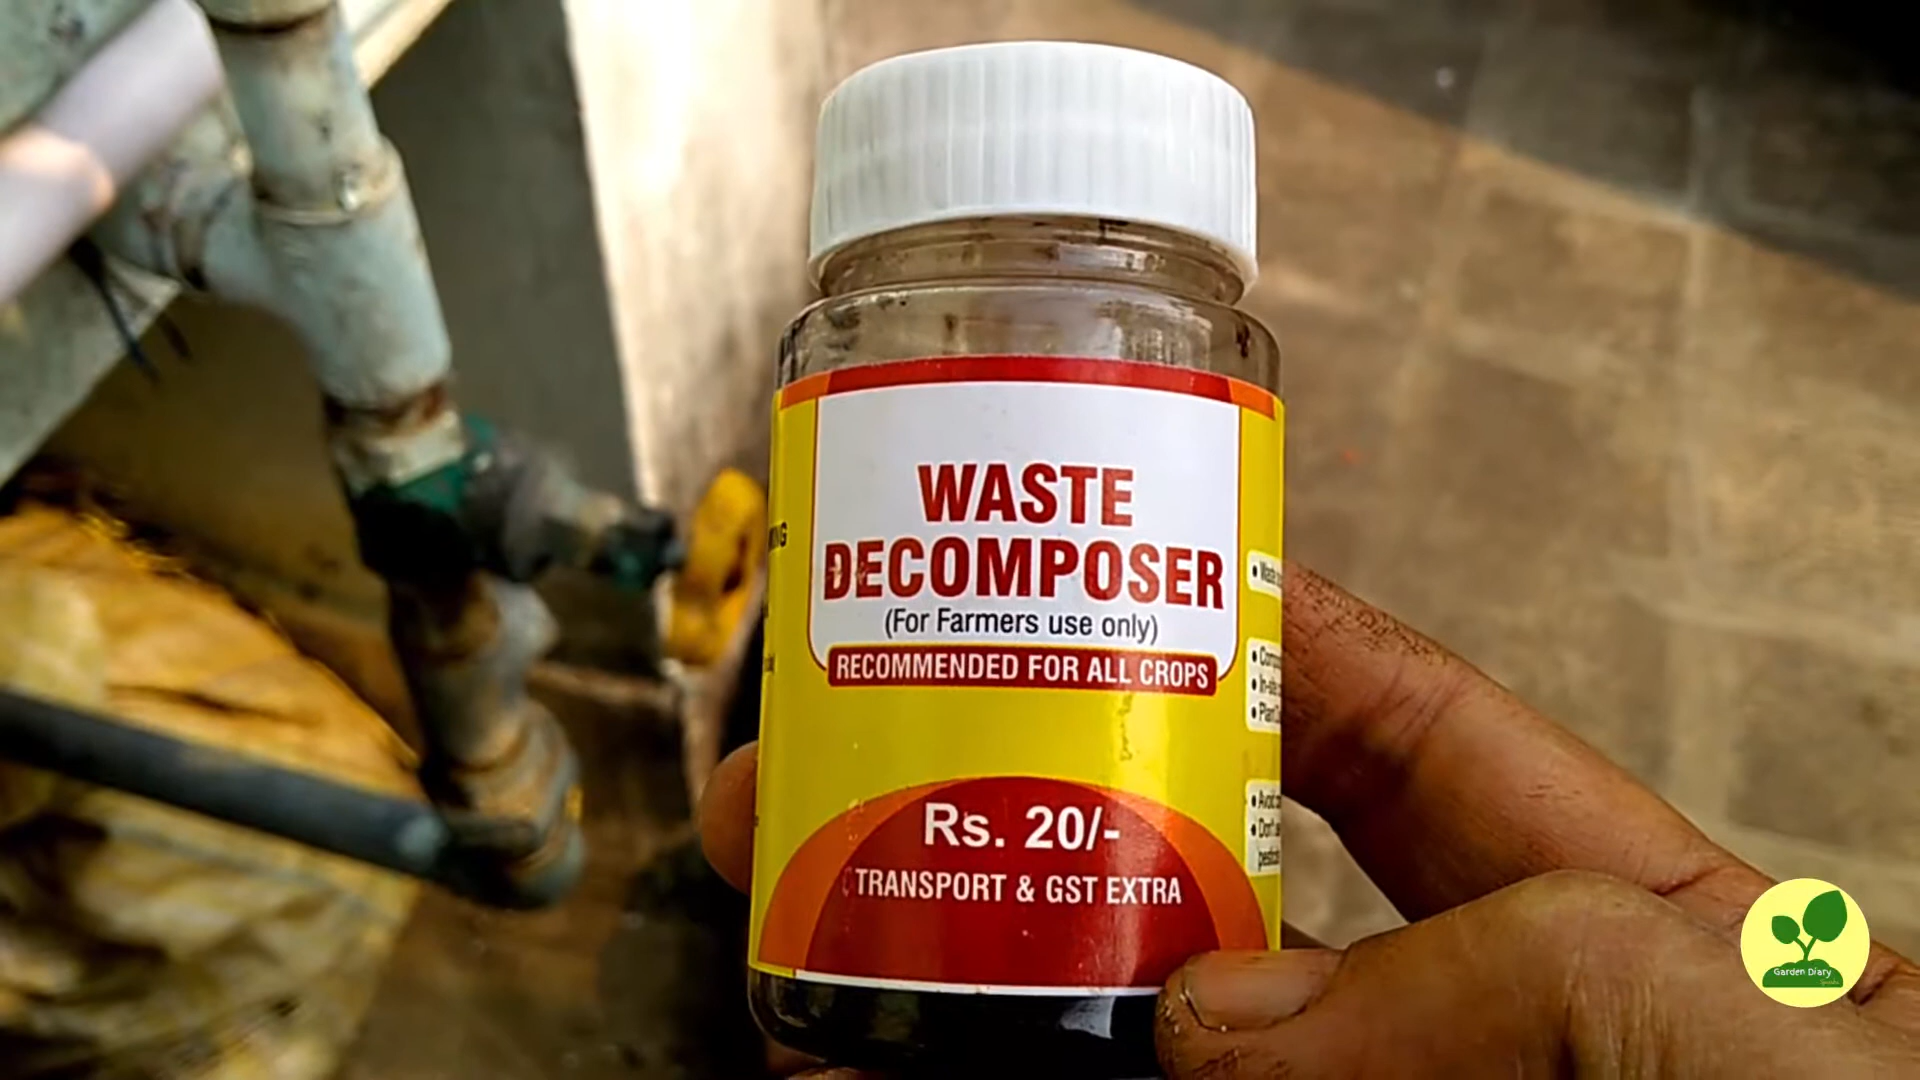 WASTE
DECOMPOSER
(For Farmers use only)
RECOMMENDED FOR ALL CROPS
Rs. 20/-
TRANSPORT & GST EXTRA
Garden Diary